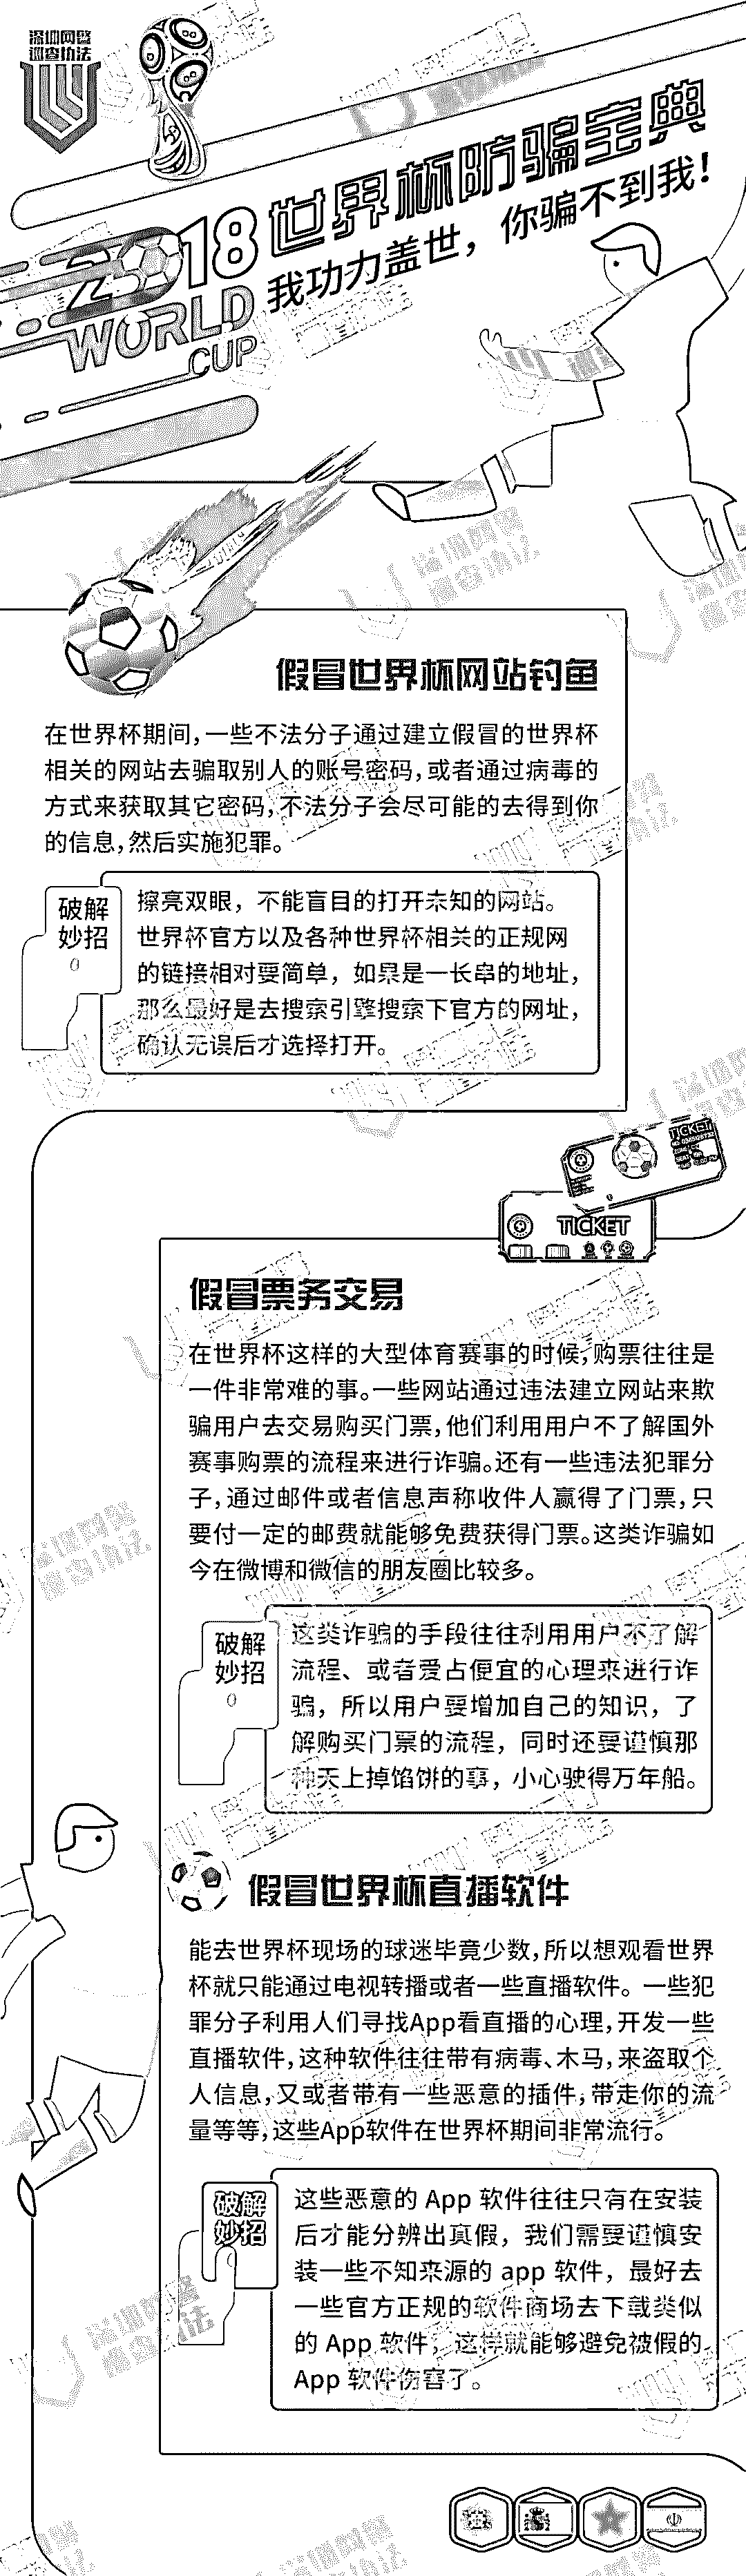 深圳网警
巡查执法
2018世界杯防骗宝典
我功力盖世，你骗不到我！
WORLD
CUP
假冒世界杯网站钓鱼
在世界杯期间，一些不法分子通过建立假冒的世界杯
相关的网站去骗取别人的账号密码，或者通过病毒的
方式来获取其它密码，不法分子会尽可能的去得到你
的信息，然后实施犯罪。
破解
妙招
擦亮双眼，不能盲目的打开未知的网站。
世界杯官方以及各种世界杯相关的正规网
的链接相对要简单，如果是一长串的地址，
那么最好是去搜索引擎搜索下官方的网址，
确认无误后才选择打开。
TICKET
TICKET
假冒票务交易
在世界杯这样的大型体育赛事的时候，购票往往是
一件非常难的事。一些网站通过违法建立网站来欺
骗用户去交易购买门票，他们利用用户不了解国外
赛事购票的流程来进行诈骗。还有一些违法犯罪分
子，通过邮件或者信息声称收件人赢得了门票，只
要付一定的邮费就能够免费获得门票。这类诈骗如
今在微博和微信的朋友圈比较多。
破解
妙招
这类诈骗的手段往往利用用户不了解
流程、或者爱占便宜的心理来进行诈
骗，所以用户要增加自己的知识，了
解购买门票的流程，同时还要谨慎那
种天上掉馅饼的事，小心驶得万年船。
假冒世界杯直播软件
能去世界杯现场的球迷毕竟少数，所以想观看世界
杯就只能通过电视转播或者一些直播软件。一些犯
罪分子利用人们寻找App看直播的心理，开发一些
直播软件，这种软件往往带有病毒、木马，来盗取个
人信息，又或者带有一些恶意的插件，带走你的流
量等等，这些App软件在世界杯期间非常流行。
破解
妙招
这些恶意的 App 软件往往只有在安装
后才能分辨出真假，我们需要谨慎安
装一些不知来源的 app 软件，最好去
一些官方正规的软件商场去下载类似
的 App 软件，这样就能够避免被假的
App 软件伤害了。